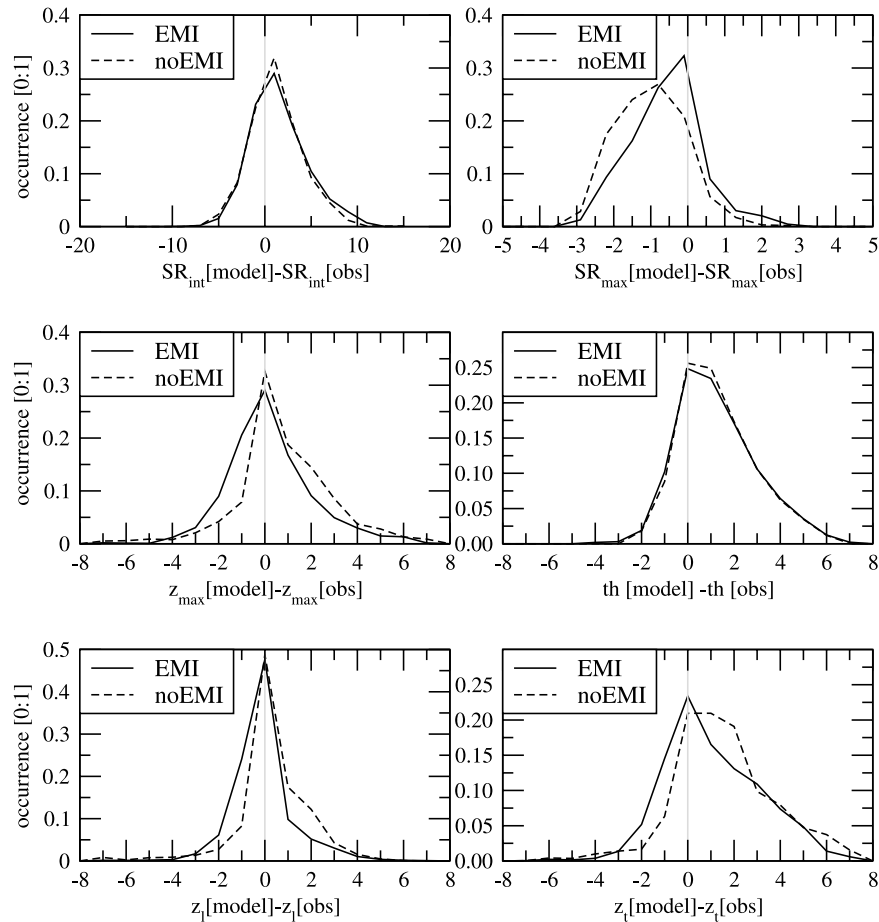 EMI
noEMI
occurrence [0:1]
0.4
0.3
0.2
0.1
0
-20 -10 0 10 20
SR_int[model]-SR_int[obs]
EMI
noEMI
0.4
0.3
0.2
0.1
0
-5 -4 -3 -2 -1 0 1 2 3 4 5
SR_max[model]-SR_max[obs]
EMI
noEMI
occurrence [0:1]
0.4
0.3
0.2
0.1
0
-8 -6 -4 -2 0 2 4 6 8
z_max[model]-z_max[obs]
EMI
noEMI
0.25
0.20
0.15
0.10
0.05
0.00
-8 -6 -4 -2 0 2 4 6 8
th [model] -th [obs]
EMI
noEMI
occurrence [0:1]
0.5
0.4
0.3
0.2
0.1
0
-8 -6 -4 -2 0 2 4 6 8
z_l[model]-z_l[obs]
EMI
noEMI
0.25
0.20
0.15
0.10
0.05
0.00
-8 -6 -4 -2 0 2 4 6 8
z_t[model]-z_t[obs]